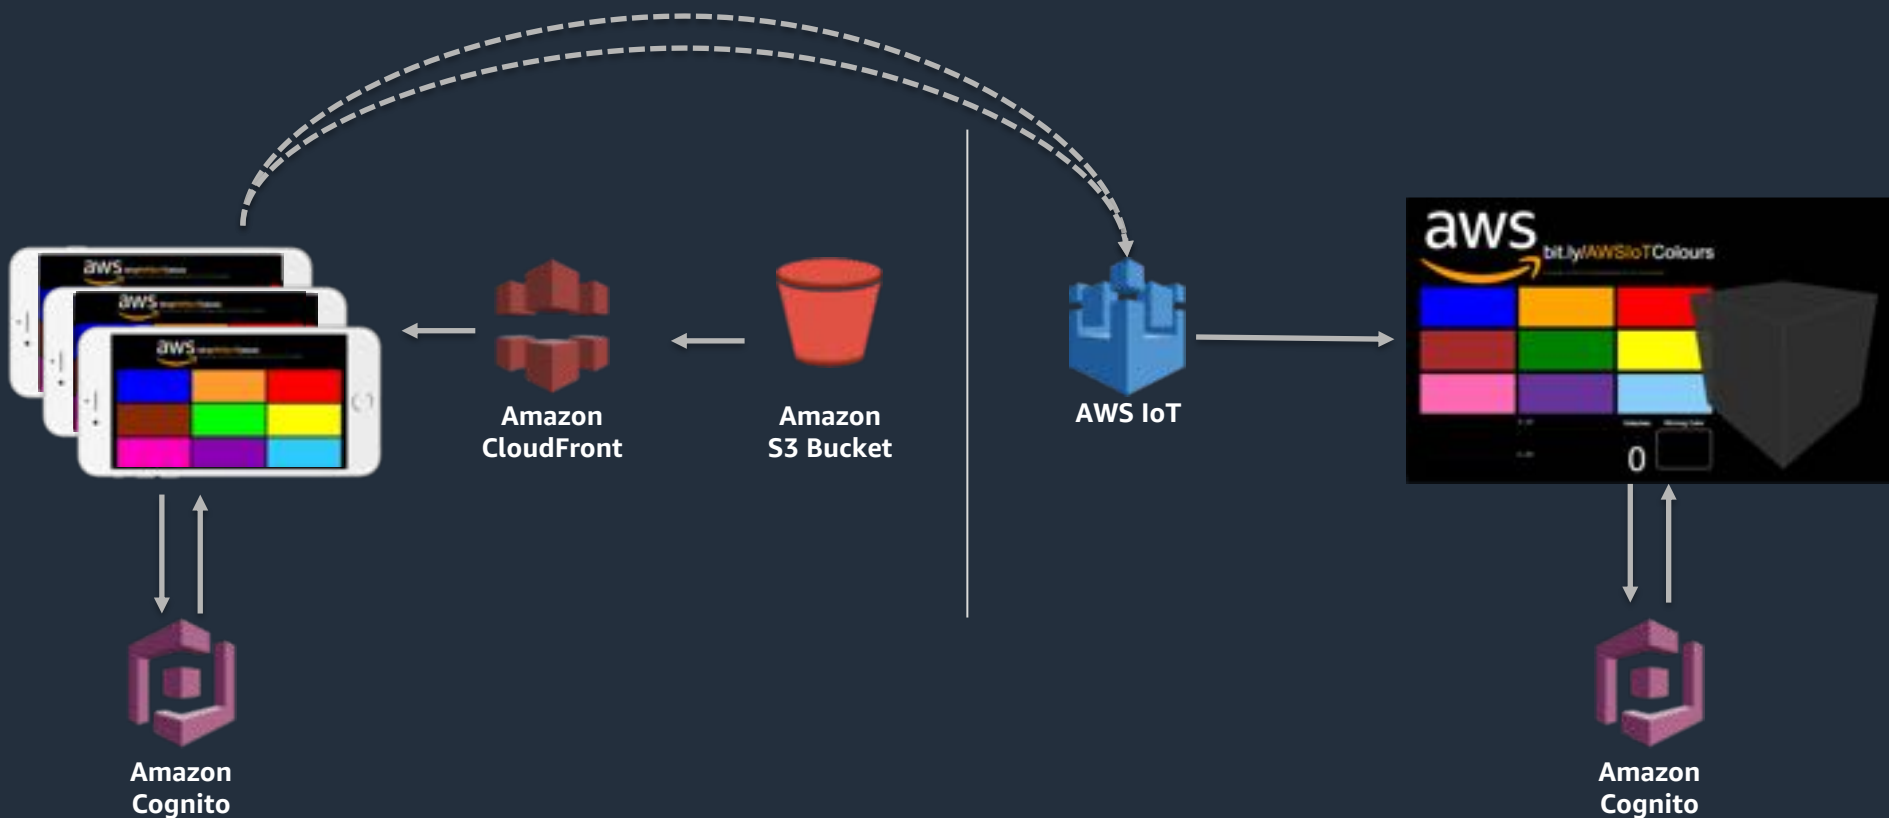 aws
aws
aws
Amazon
CloudFront
Amazon
S3 Bucket
AWS IoT
aws
bit.ly/AWSIoTColours
0
Amazon
Cognito
Amazon
Cognito